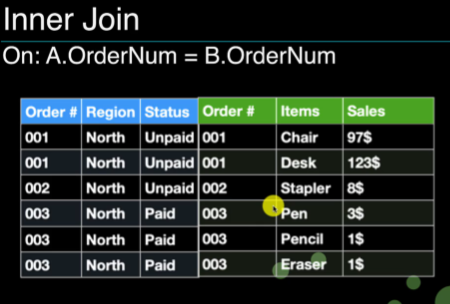 Inner Join
On: A.OrderNum = B.OrderNum
Order # Region Status Order # Items Sales
001 North Unpaid 001 Chair 97$
001 North Unpaid 001 Desk 123$
002 North Unpaid 002 Stapler 8$
003 North Paid 003 Pen 3$
003 North Paid 003 Pencil 1$
003 North Paid 003 Eraser 1$